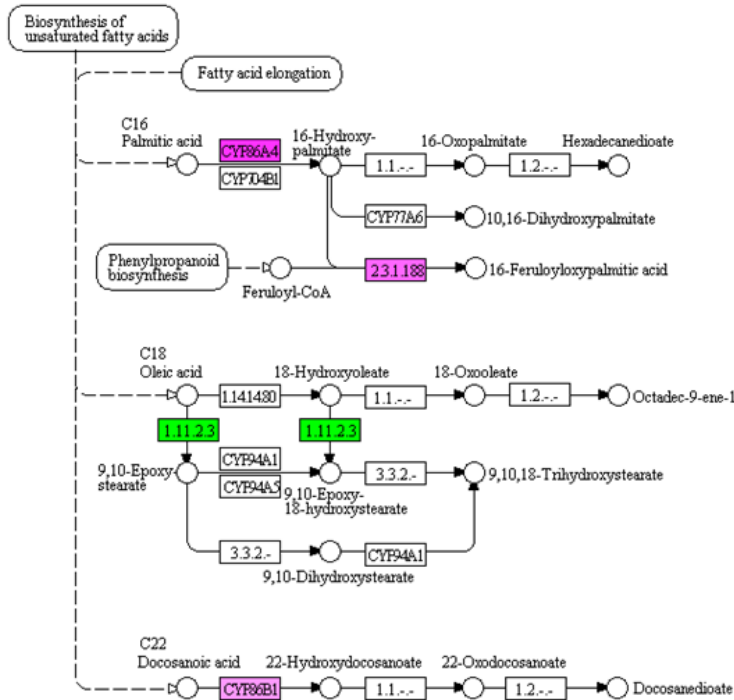 Biosynthesis of
unsaturated fatty acids
Fatty acid elongation
C16
Palmitic acid
CYP86A4
CYP704B1
16-Hydroxy-
palmitate
1.1.-.-
16-Oxopalmitate
1.2.-.-
Hexadecanedioate
CYP77A6
10,16-Dihydroxypalmitate
Phenylpropanoid
biosynthesis
Feruloyl-CoA
2.3.1.188
16-Feruloyloxypalmitic acid
C18
Oleic acid
1.14.14.80
18-Hydroxyoleate
1.1.-.-
18-Oxooleate
1.2.-.-
Octadec-9-ene-1
1.11.2.3
1.11.2.3
9,10-Epoxy
stearate
CYP94A1
CYP94A5
9,10-Epoxy-
18-hydroxystearate
3.3.2.-
9,10,18-Trihydroxystearate
3.3.2.-
9,10-Dihydroxystearate
CYP94A1
C22
Docosanoic acid
CYP86B1
22-Hydroxydocosanoate
1.1.-.-
22-Oxodocosanoate
1.2.-.-
Docosanedioate